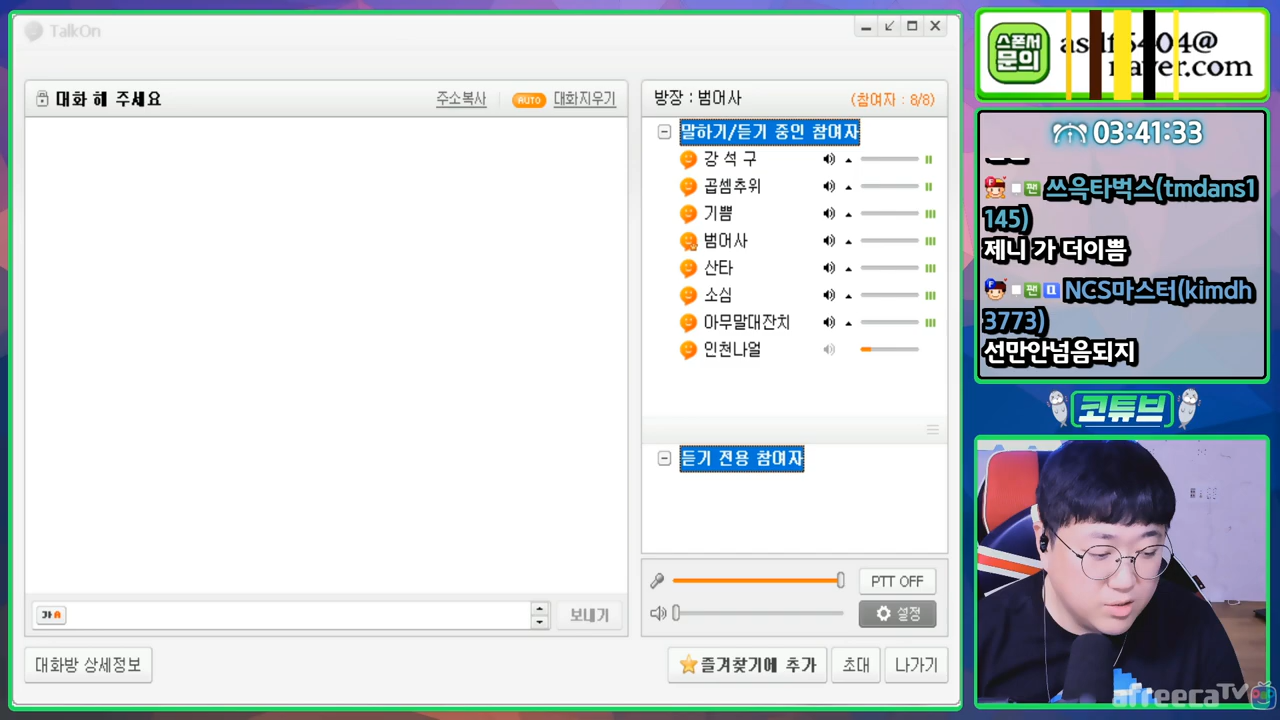 TalkOn
대화 해 주세요
주소복사
AUTO 대화지우기
방장 : 범어사
(참여자 : 8/8)
말하기/듣기 중인 참여자
강 석 구
곱셈추위
기쁨
범어사
산타
소심
아무말대잔치
인천나얼
듣기 전용 참여자
PTT OFF
설정
가
보내기
대화방 상세정보
즐겨찾기에 추가
초대
나가기
스폰서
문의
naver.com
03:41:33
팬 쓰윽타벅스(tmdans1
145)
제니 가 더이쁨
팬 NCS마스터(kimdh
3773)
선만안넘음되지
코튜브
afreecaTV